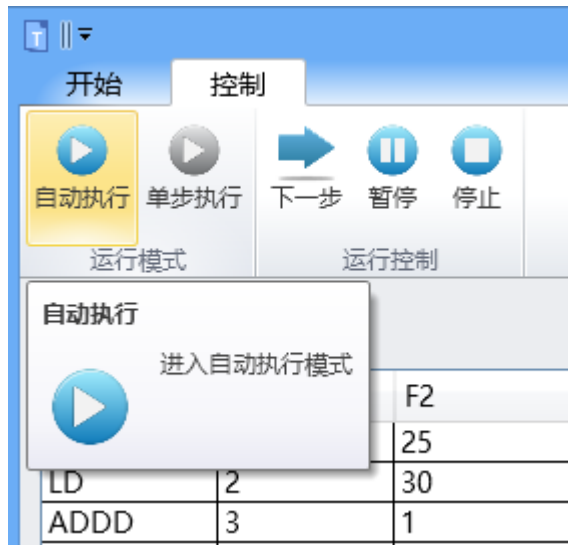 开始 控制
自动执行 单步执行 下一步 暂停 停止
运行模式 运行控制
自动执行
进入自动执行模式
F2
25
LD 2 30
ADDD 3 1